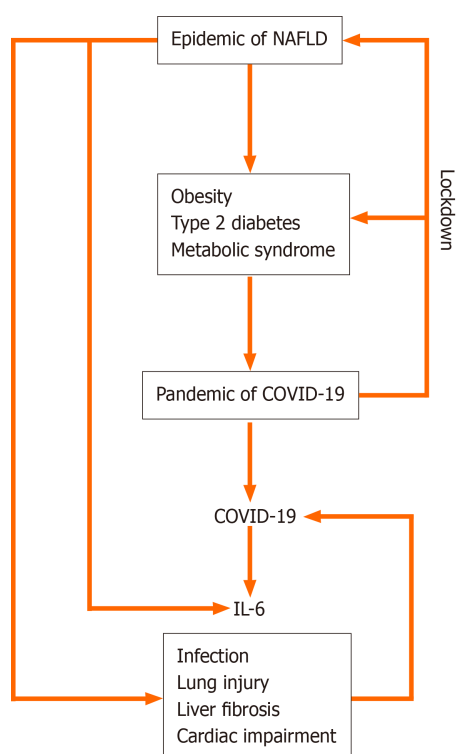 Epidemic of NAFLD
Obesity
Type 2 diabetes
Metabolic syndrome
Lockdown
Pandemic of COVID-19
COVID-19
IL-6
Infection
Lung injury
Liver fibrosis
Cardiac impairment